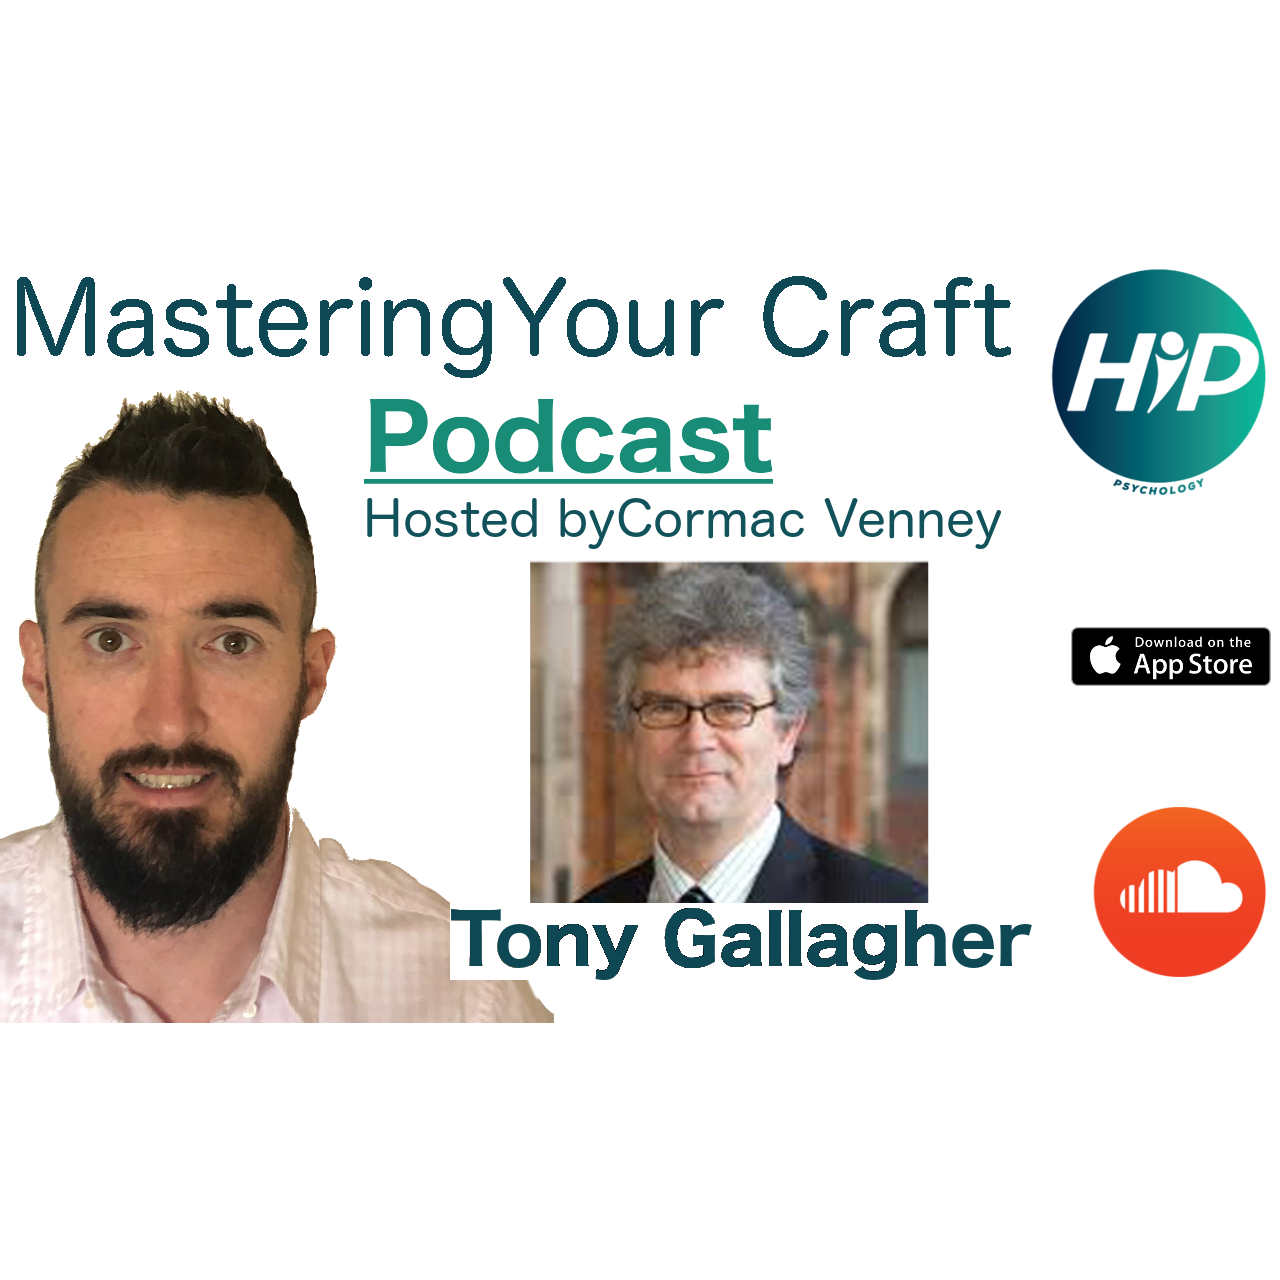 MasteringYour Craft
Podcast
Hosted byCormac Venney
Tony Gallagher
HiP
PSYCHOLOGY
Download on the
App Store